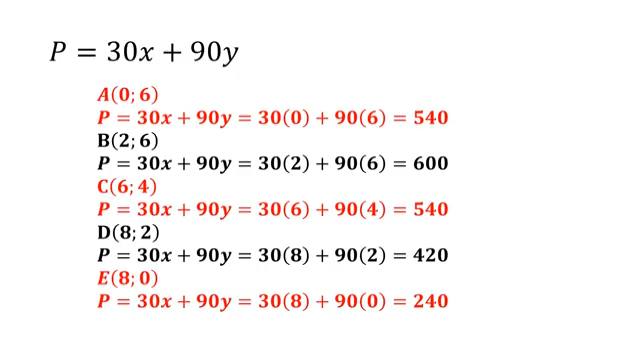 P = 30x + 90y
A(0; 6)
P = 30x + 90y = 30(0) + 90(6) = 540
B(2; 6)
P = 30x + 90y = 30(2) + 90(6) = 600
C(6; 4)
P = 30x + 90y = 30(6) + 90(4) = 540
D(8; 2)
P = 30x + 90y = 30(8) + 90(2) = 420
E(8; 0)
P = 30x + 90y = 30(8) + 90(0) = 240